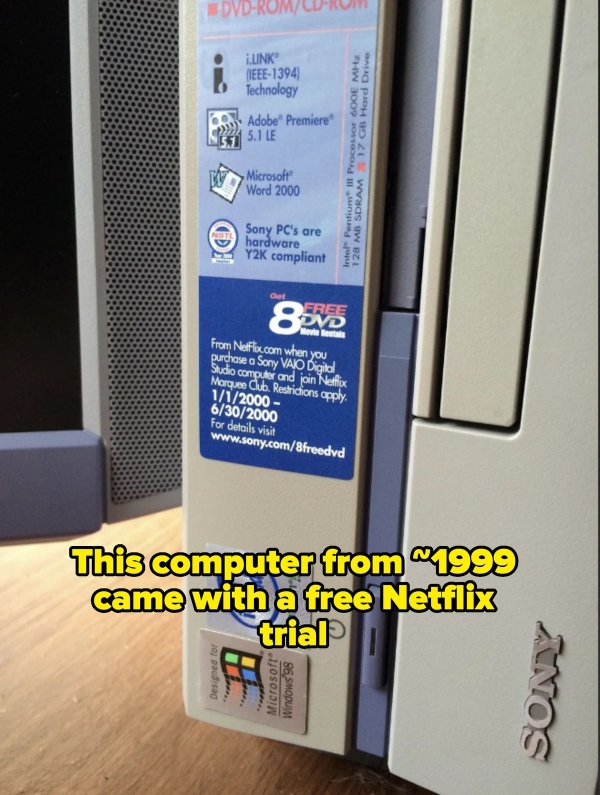 DVD-ROM/CD-ROM
i.LINK®
(IEEE-1394)
Technology
Adobe® Premiere®
5.1 LE
5.1
Microsoft®
Word 2000
W
Sony PC's are
hardware
Y2K compliant
NSTL
Intel® Pentium® III Processor 600E MHz
128 MB SDRAM 17 GB Hard Drive
Get
8 FREE
DVD
Movie Rentals
From NetFlix.com when you
purchase a Sony VAIO Digital
Studio computer and join Netflix
Marquee Club. Restrictions apply.
1/1/2000 –
6/30/2000
For details visit
www.sony.com/8freedvd
This computer from ~1999
came with a free Netflix
trial
Designed for
Microsoft®
Windows®98
SONY